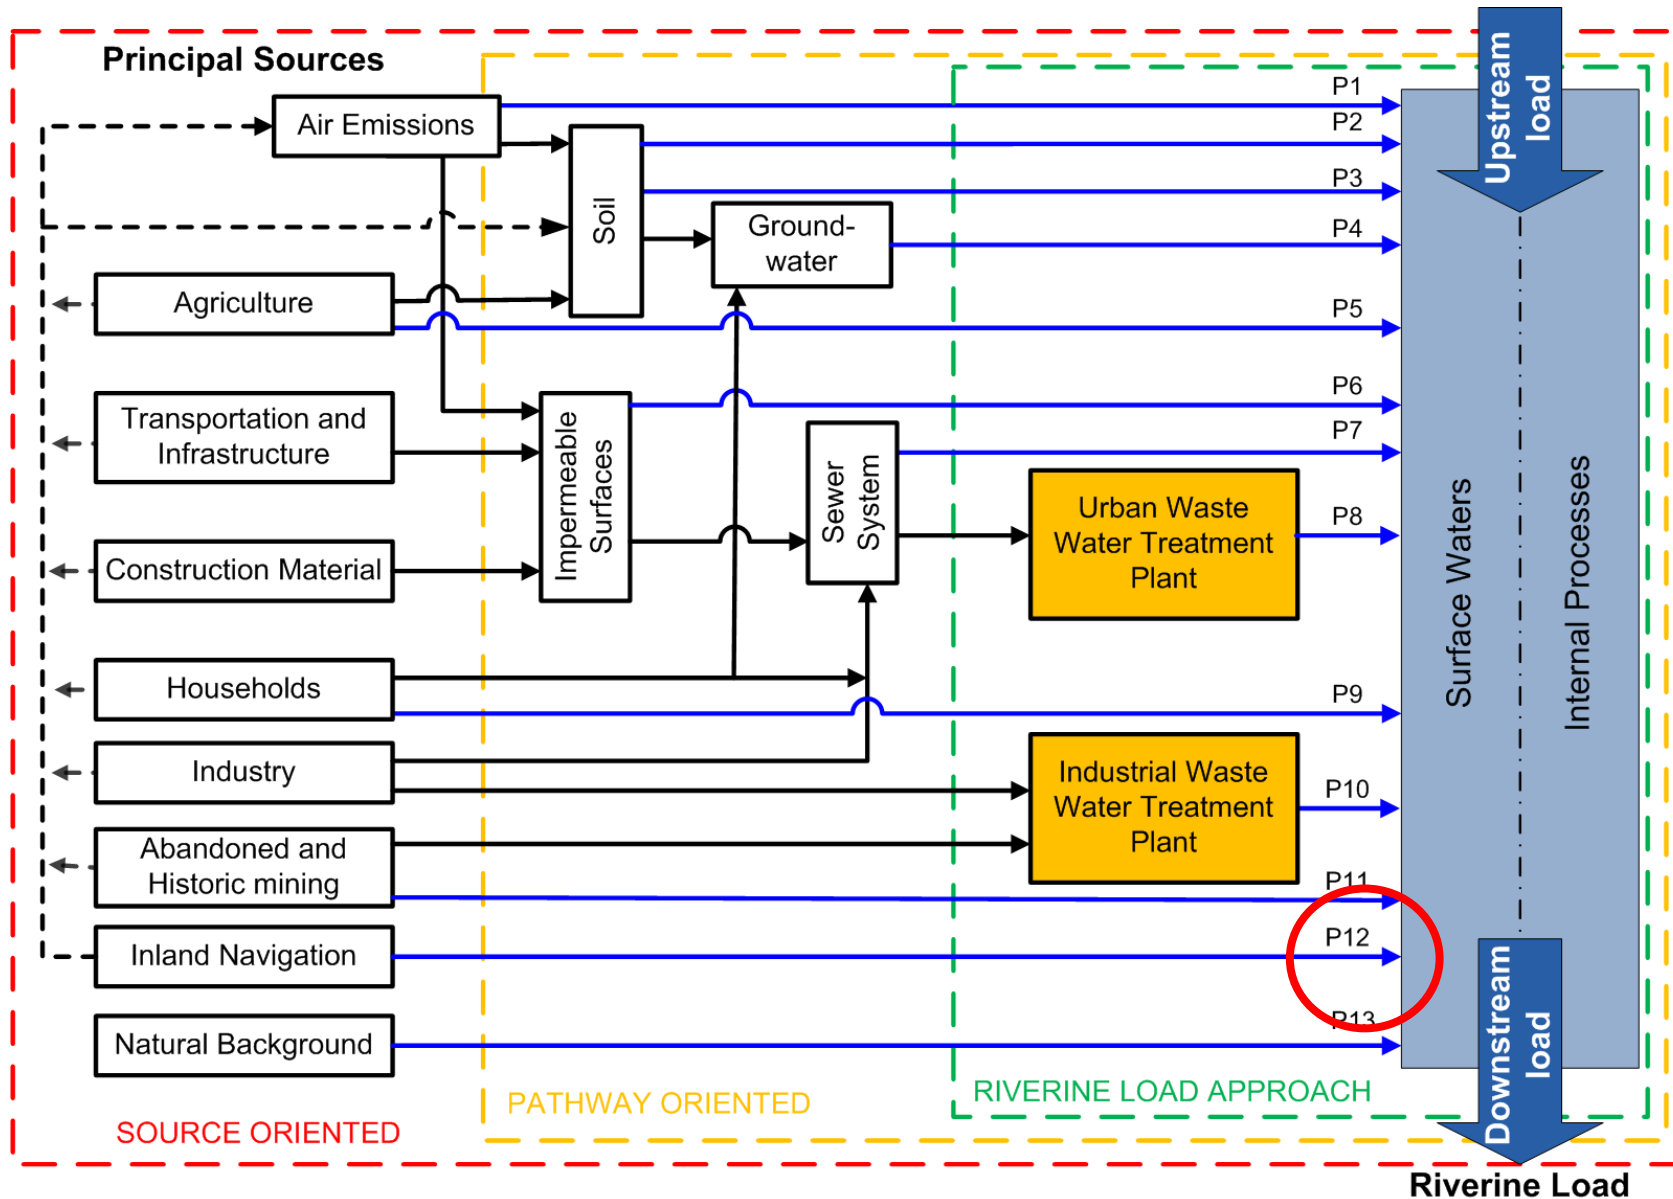 Principal Sources
Upstream
load
Air Emissions
P1
P2
P3
Soil
Ground-
water
P4
Agriculture
P5
Transportation and
Infrastructure
Impermeable
Surfaces
P6
Sewer
System
P7
Urban Waste
Water Treatment
Plant
P8
Construction Material
Surface Waters
Internal Processes
Households
P9
Industry
Industrial Waste
Water Treatment
Plant
P10
Abandoned and
Historic mining
P11
Inland Navigation
P12
Natural Background
P13
Downstream
load
RIVERINE LOAD APPROACH
PATHWAY ORIENTED
SOURCE ORIENTED
Riverine Load